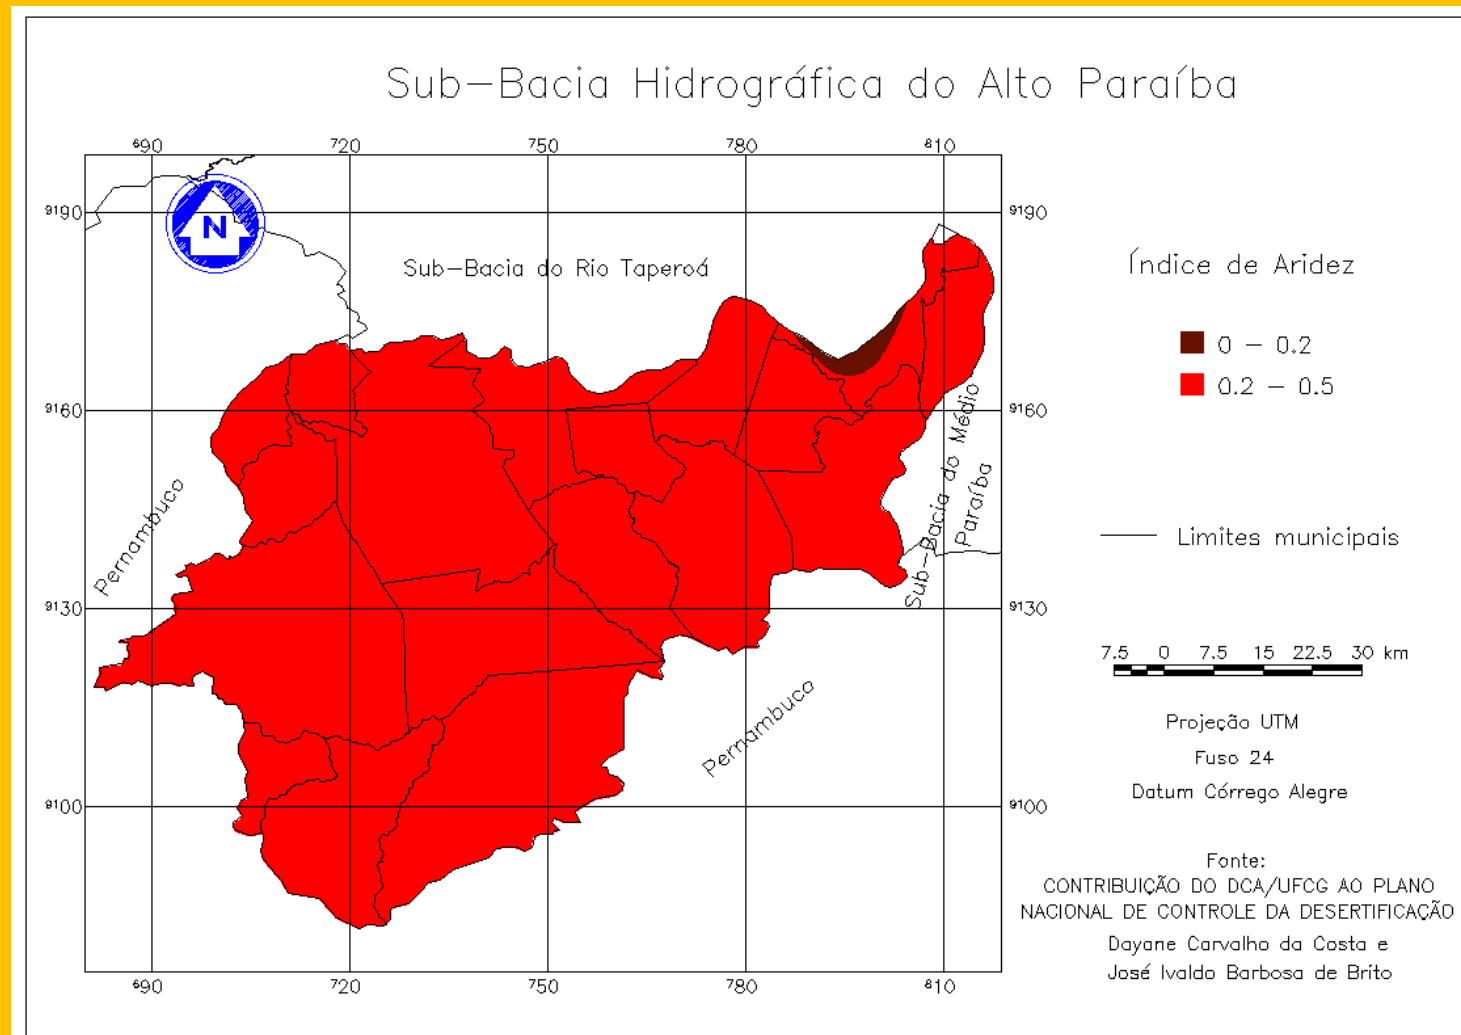 Sub-Bacia Hidrográfica do Alto Paraíba
690 720 750 780 810
9190 9190
N
Sub-Bacia do Rio Taperoá
Índice de Aridez
0 - 0.2
0.2 - 0.5
9160 9160
Sub-Bacia do Médio
Paraíba
Pernambuco
Limites municipais
9130 9130
7.5 0 7.5 15 22.5 30 km
Pernambuco
Projeção UTM
Fuso 24
Datum Córrego Alegre
9100 9100
Fonte:
CONTRIBUIÇÃO DO DCA/UFCG AO PLANO
NACIONAL DE CONTROLE DA DESERTIFICAÇÃO
Dayane Carvalho da Costa e
José Ivaldo Barbosa de Brito
690 720 750 780 810